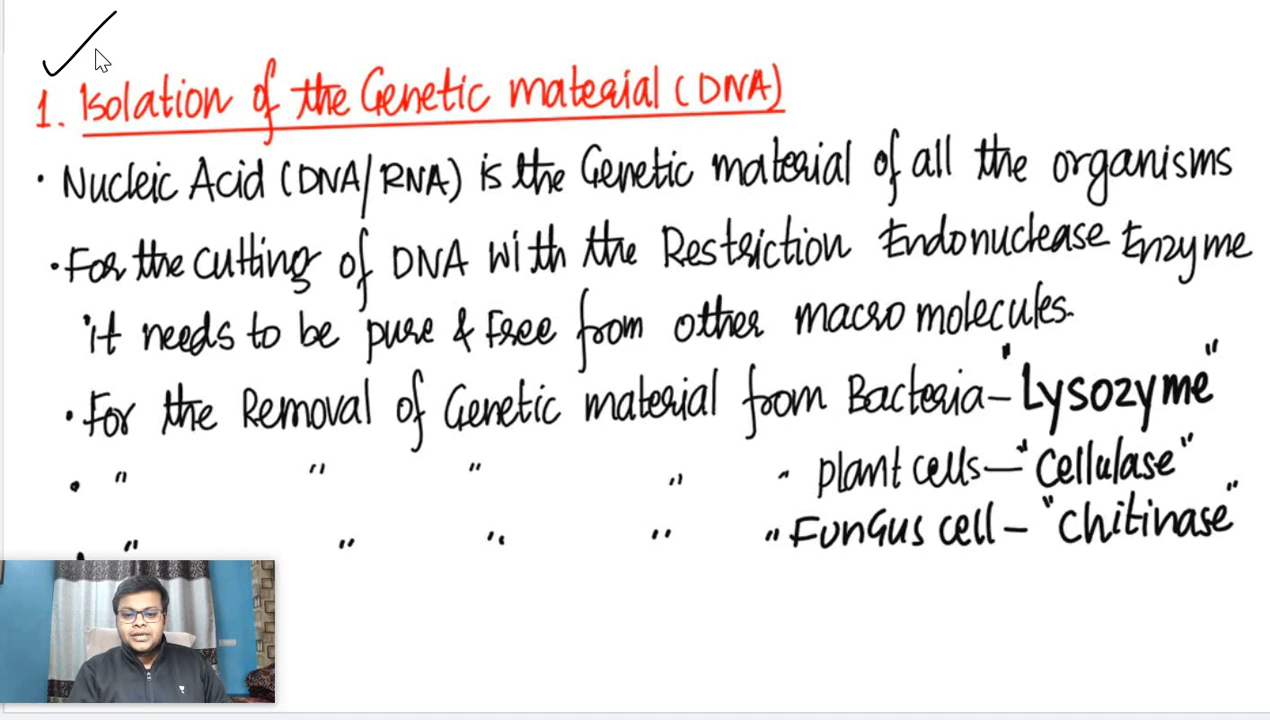 1. Isolation of the Genetic material (DNA)
• Nucleic Acid (DNA/RNA) is the Genetic material of all the organisms
• For the cutting of DNA with the Restriction Endonuclease Enzyme
it needs to be pure & Free from other macro molecules.
• For the Removal of Genetic material from Bacteria - "Lysozyme"
• " " " " " plant cells - "Cellulase"
• " " " " " Fungus cell - "Chitinase"